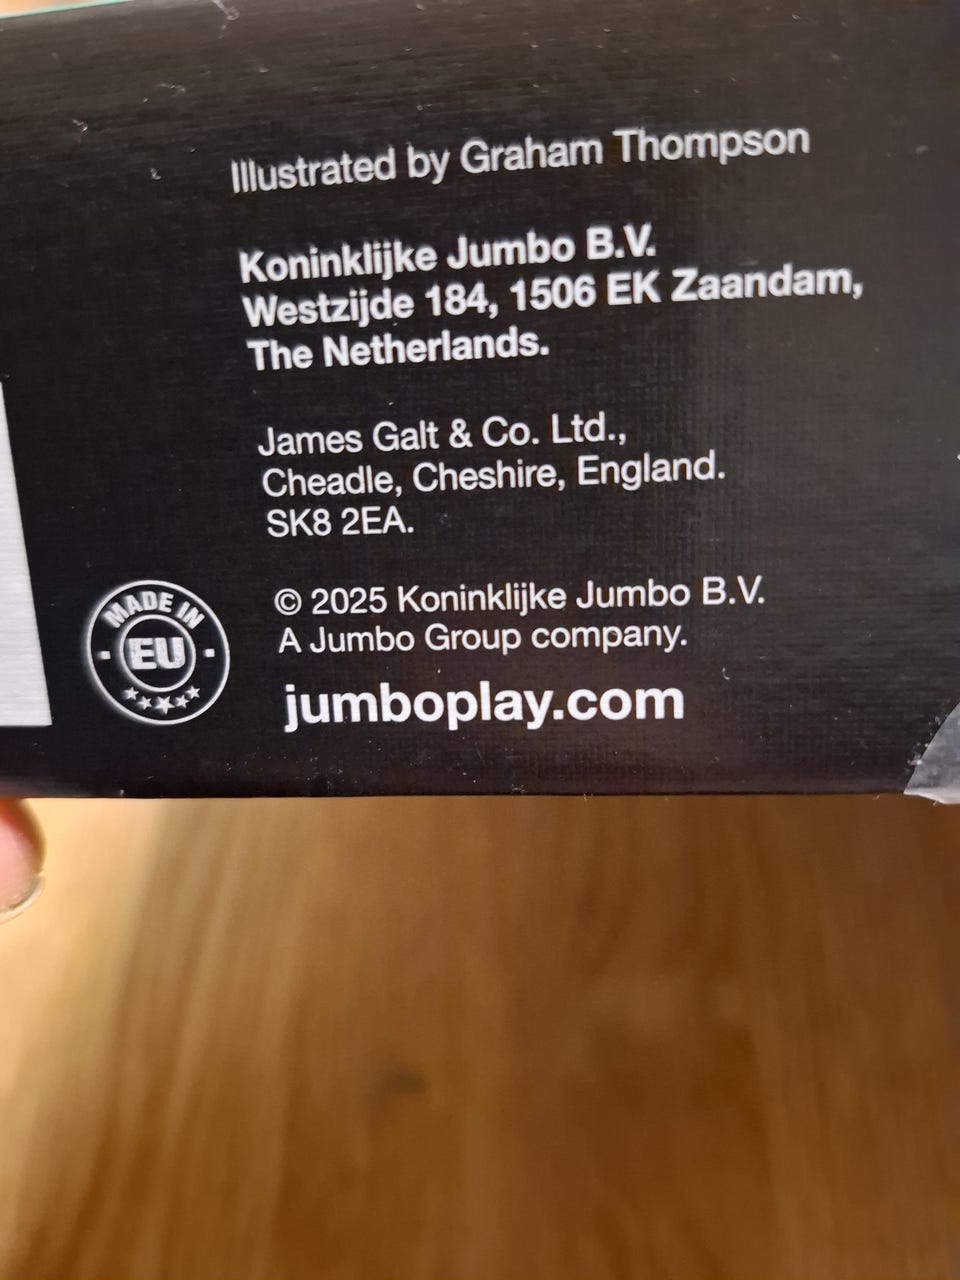 Illustrated by Graham Thompson
Koninklijke Jumbo B.V.
Westzijde 184, 1506 EK Zaandam,
The Netherlands.
James Galt & Co. Ltd.,
Cheadle, Cheshire, England.
SK8 2EA.
MADE IN
EU
© 2025 Koninklijke Jumbo B.V.
A Jumbo Group company.
jumboplay.com